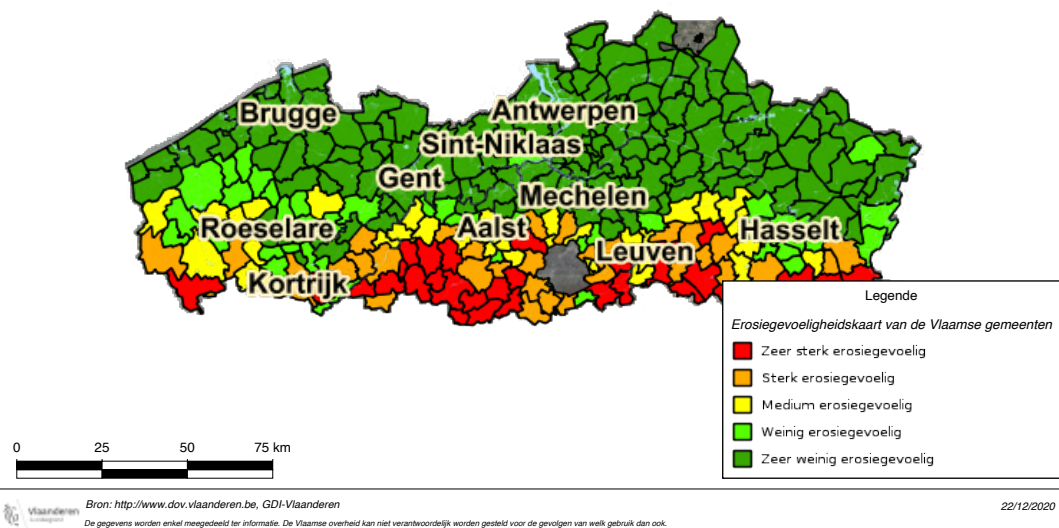 Brugge
Antwerpen
Sint-Niklaas
Gent
Mechelen
Roeselare
Aalst
Hasselt
Leuven
Kortrijk
Legende
Erosiegevoeligheidskaart van de Vlaamse gemeenten
Zeer sterk erosiegevoelig
Sterk erosiegevoelig
Medium erosiegevoelig
Weinig erosiegevoelig
Zeer weinig erosiegevoelig
0 25 50 75 km
Vlaanderen
Bron: http://www.dov.vlaanderen.be, GDI-Vlaanderen
22/12/2020
De gegevens worden enkel meegedeeld ter informatie. De Vlaamse overheid kan niet verantwoordelijk worden gesteld voor de gevolgen van welk gebruik dan ook.